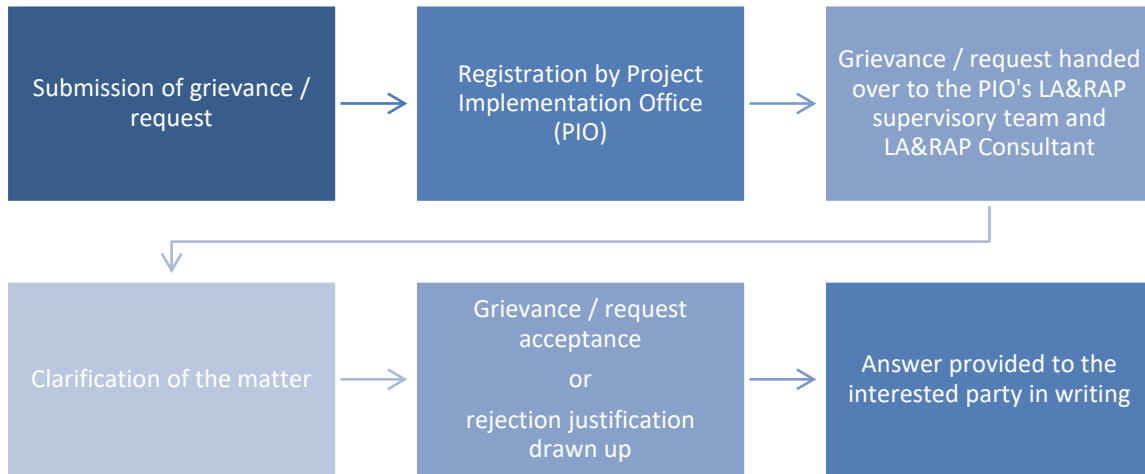 Submission of grievance /
request
Registration by Project
Implementation Office
(PIO)
Grievance / request handed
over to the PIO's LA&RAP
supervisory team and
LA&RAP Consultant
Clarification of the matter
Grievance / request
acceptance
or
rejection justification
drawn up
Answer provided to the
interested party in writing